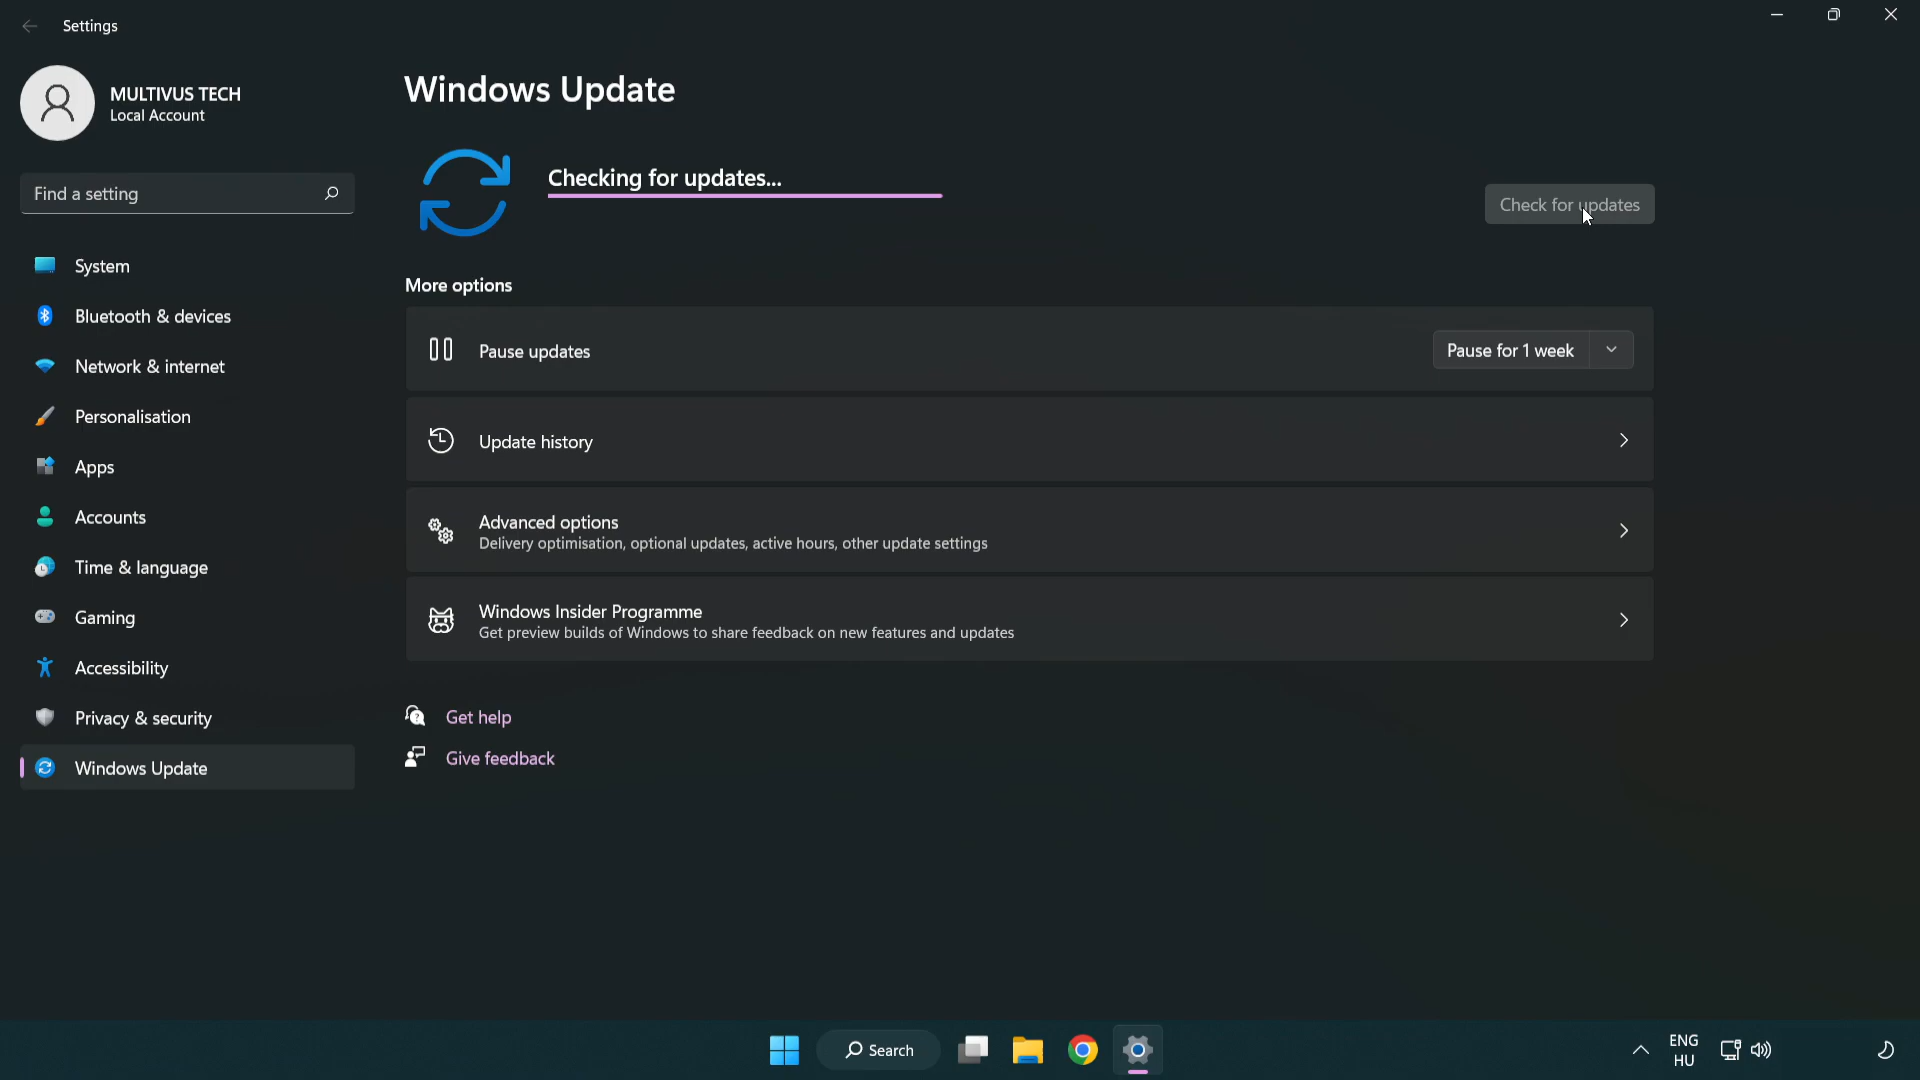 Settings
MULTIVUS TECH
Local Account
Find a setting
System
Bluetooth & devices
Network & internet
Personalisation
Apps
Accounts
Time & language
Gaming
Accessibility
Privacy & security
Windows Update
Windows Update
Checking for updates...
Check for updates
More options
Pause updates
Pause for 1 week
Update history
Advanced options
Delivery optimisation, optional updates, active hours, other update settings
Windows Insider Programme
Get preview builds of Windows to share feedback on new features and updates
Get help
Give feedback
Search
ENG
HU